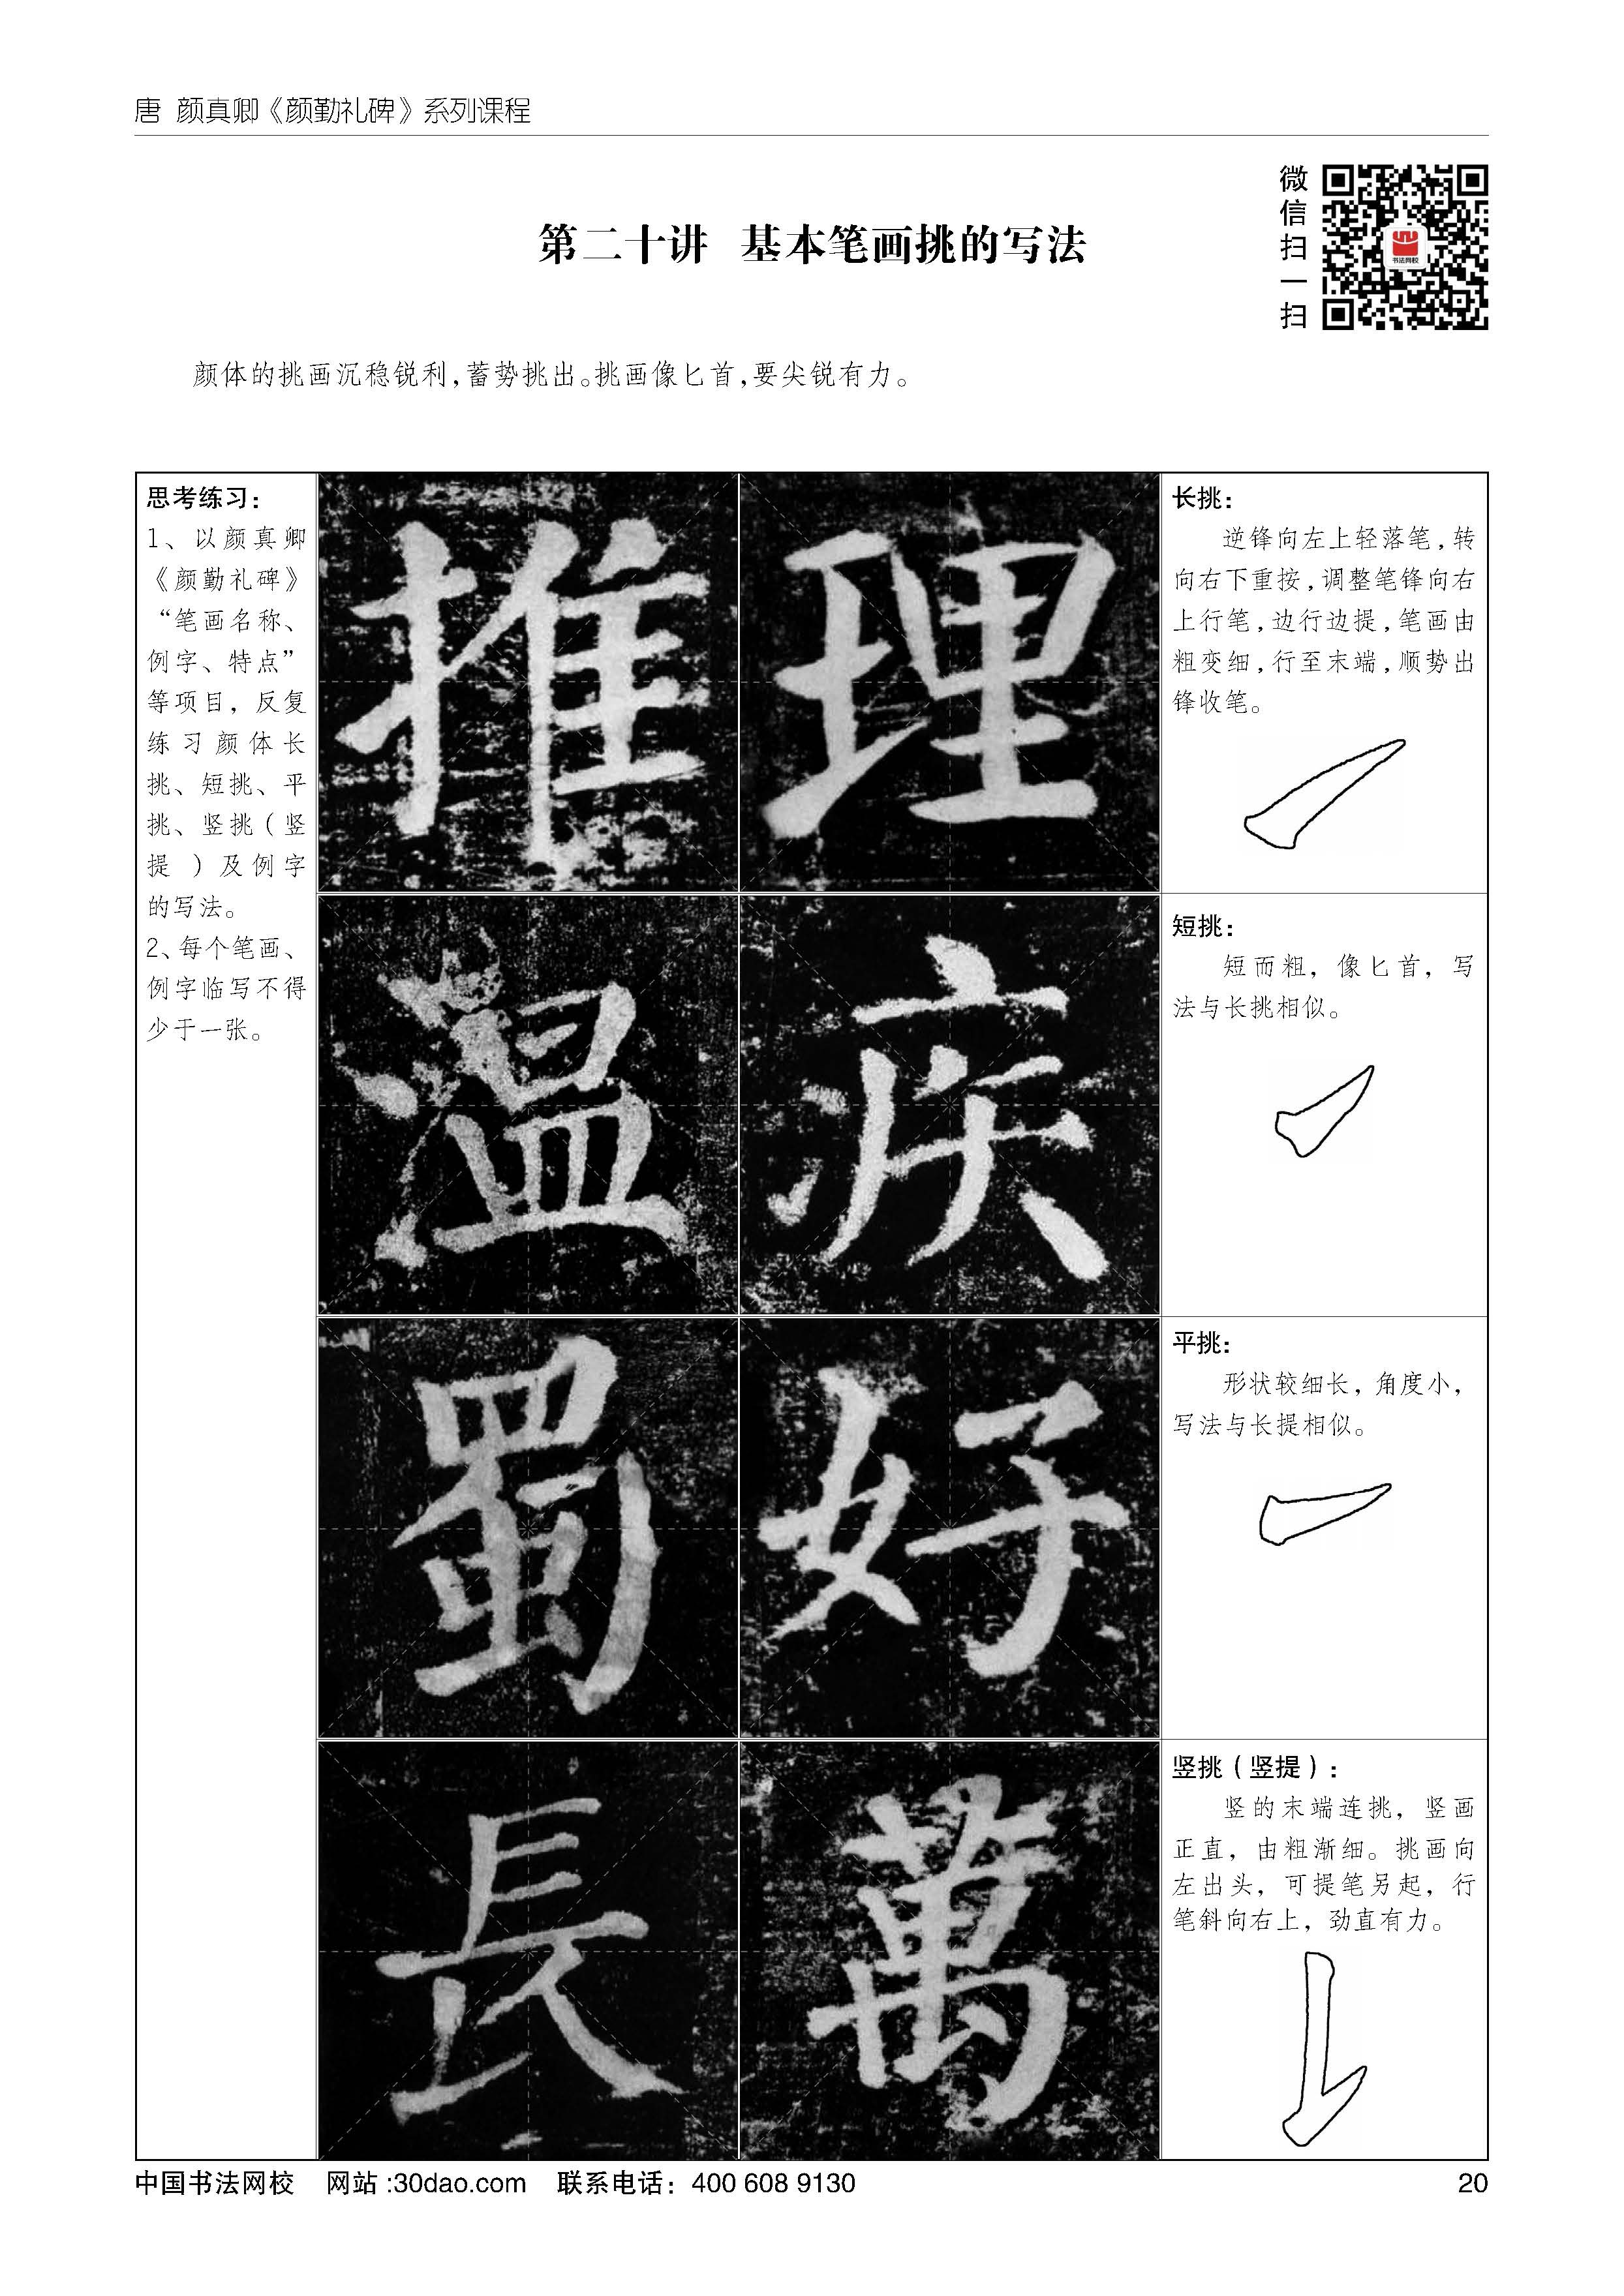 唐 颜真卿《颜勤礼碑》系列课程
微信扫一扫
书法网校
第二十讲 基本笔画挑的写法
颜体的挑画沉稳锐利,蓄势挑出。挑画像匕首,要尖锐有力。
思考练习:
1、以颜真卿
《颜勤礼碑》
“笔画名称、
例字、特点”
等项目，反复
练习颜体长
挑、短挑、平
挑、竖挑（竖
提）及例字
的写法。
2、每个笔画、
例字临写不得
少于一张。
推 理
长挑:
逆锋向左上轻落笔,转
向右下重按,调整笔锋向右
上行笔,边行边提,笔画由
粗变细,行至末端,顺势出
锋收笔。
温 疾
短挑:
短而粗，像匕首，写
法与长挑相似。
蜀 好
平挑:
形状较细长，角度小，
写法与长提相似。
長 萬
竖挑（竖提）:
竖的末端连挑，竖画
正直，由粗渐细。挑画向
左出头，可提笔另起，行
笔斜向右上，劲直有力。
中国书法网校 网站:30dao.com 联系电话：400 608 9130
20